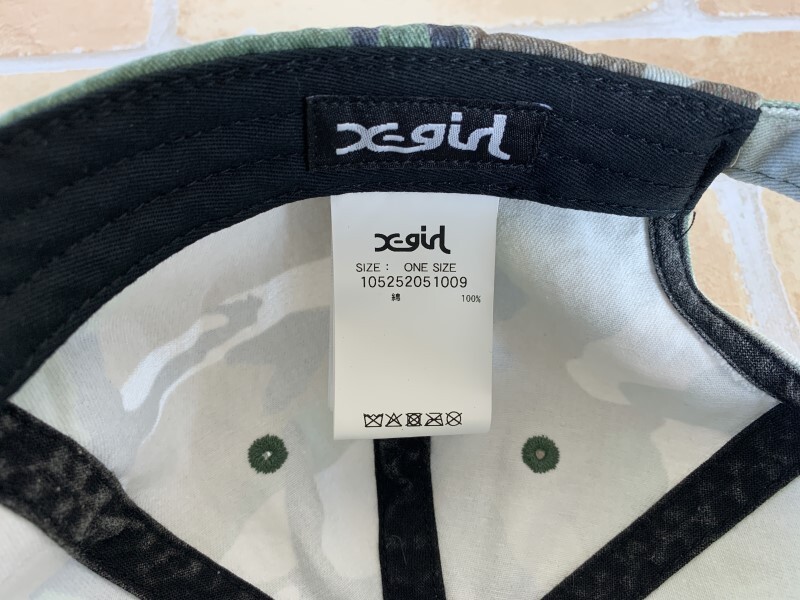 X-girl
X-girl
SIZE : ONE SIZE
105252051009
綿 100%